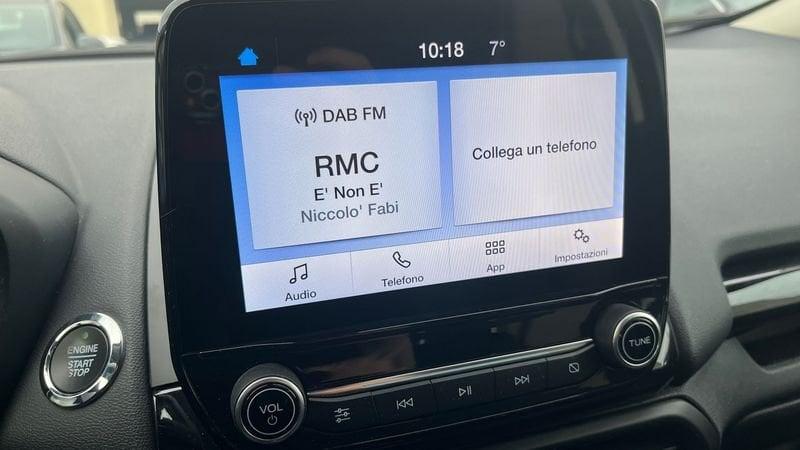 10:18 7°
DAB FM
RMC
E' Non E'
Niccolo' Fabi
Collega un telefono
Audio
Telefono
App
Impostazioni
ENGINE
START
STOP
VOL
TUNE